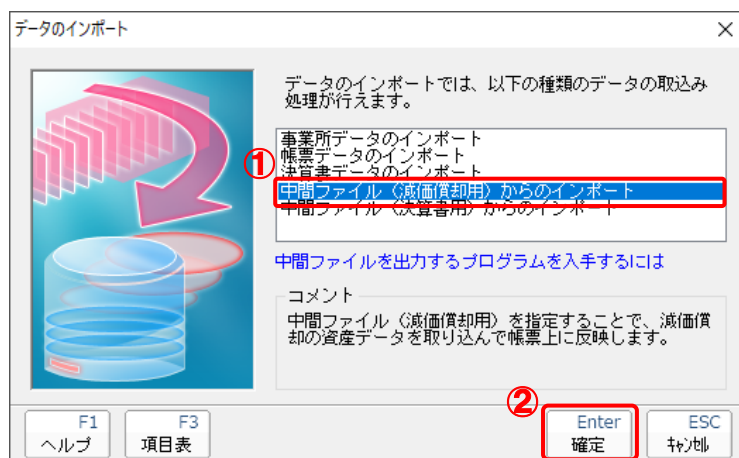 データのインポート
データのインポートでは、以下の種類のデータの取込み
処理が行えます。
事業所データのインポート
①
帳票データのインポート
決算書データのインポート
中間ファイル（減価償却用）からのインポート
中間ファイル（決算書用）からのインポート
中間ファイルを出力するプログラムを入手するには
コメント
中間ファイル（減価償却用）を指定することで、減価償
却の資産データを取り込んで帳票上に反映します。
②
F1
ヘルプ
F3
項目表
Enter
確定
ESC
ｷｬﾝｾﾙ